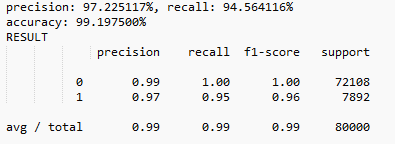 precision: 97.225117%, recall: 94.564116%
accuracy: 99.197500%
RESULT
precision recall f1-score support
0 0.99 1.00 1.00 72108
1 0.97 0.95 0.96 7892
avg / total 0.99 0.99 0.99 80000